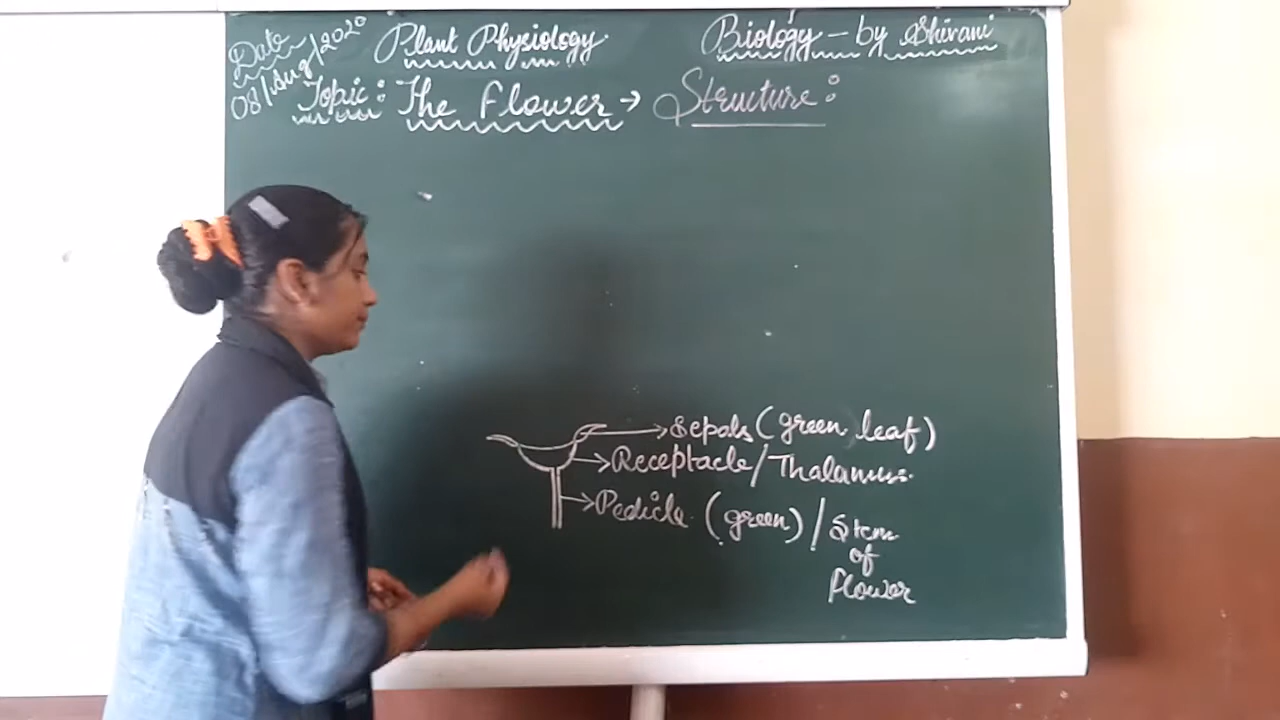 Date
08/Aug/2020
Plant Physiology
Biology - by Shivani
Topic: The Flower → Structure:
→ Sepals (green leaf)
→ Receptacle/Thalamus.
→ Pedicle (green) / Stem
of
Flower